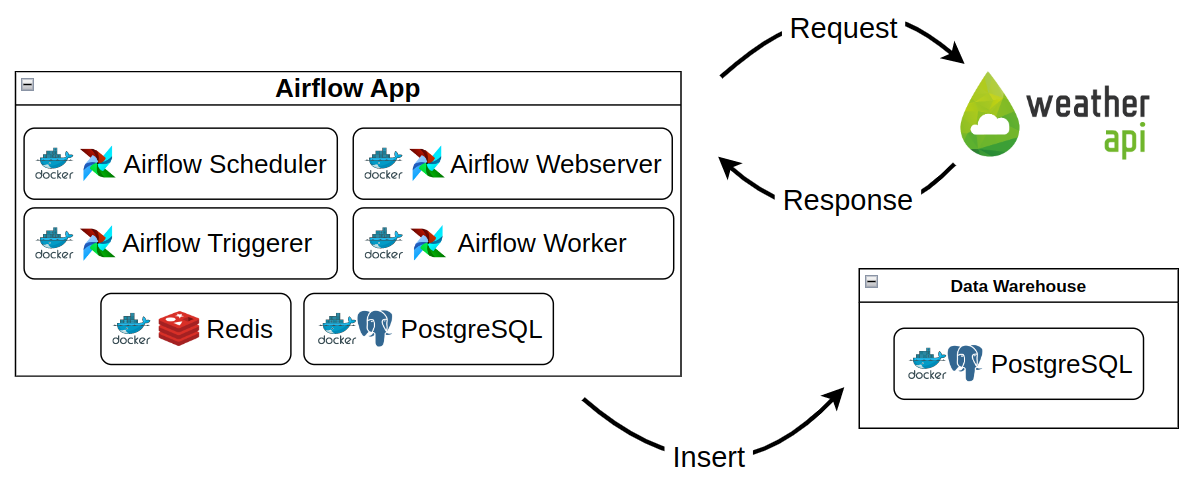 Request
Airflow App
weather
api
docker Airflow Scheduler
docker Airflow Webserver
Response
docker Airflow Triggerer
docker Airflow Worker
Data Warehouse
docker Redis
docker PostgreSQL
docker PostgreSQL
Insert